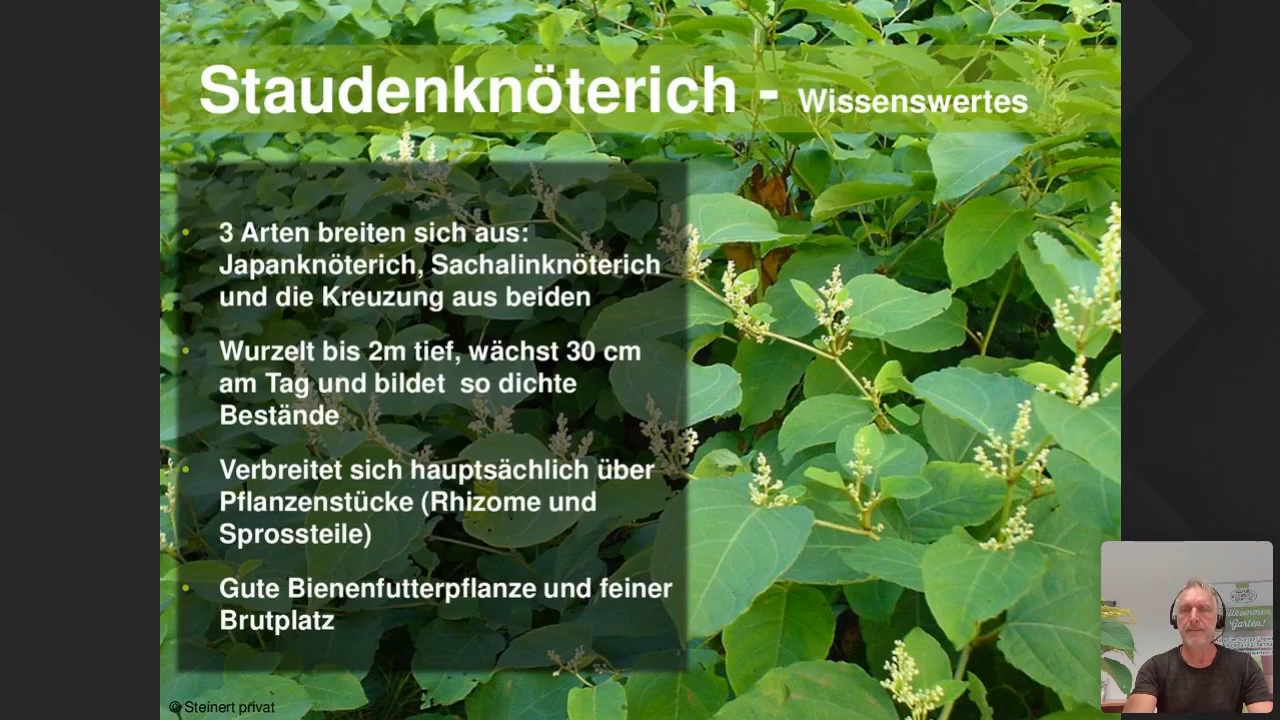 Staudenknöterich - Wissenswertes
• 3 Arten breiten sich aus:
Japanknöterich, Sachalinknöterich
und die Kreuzung aus beiden
• Wurzelt bis 2m tief, wächst 30 cm
am Tag und bildet so dichte
Bestände
• Verbreitet sich hauptsächlich über
Pflanzenstücke (Rhizome und
Sprossteile)
• Gute Bienenfutterpflanze und feiner
Brutplatz
© Steinert privat
Garten!